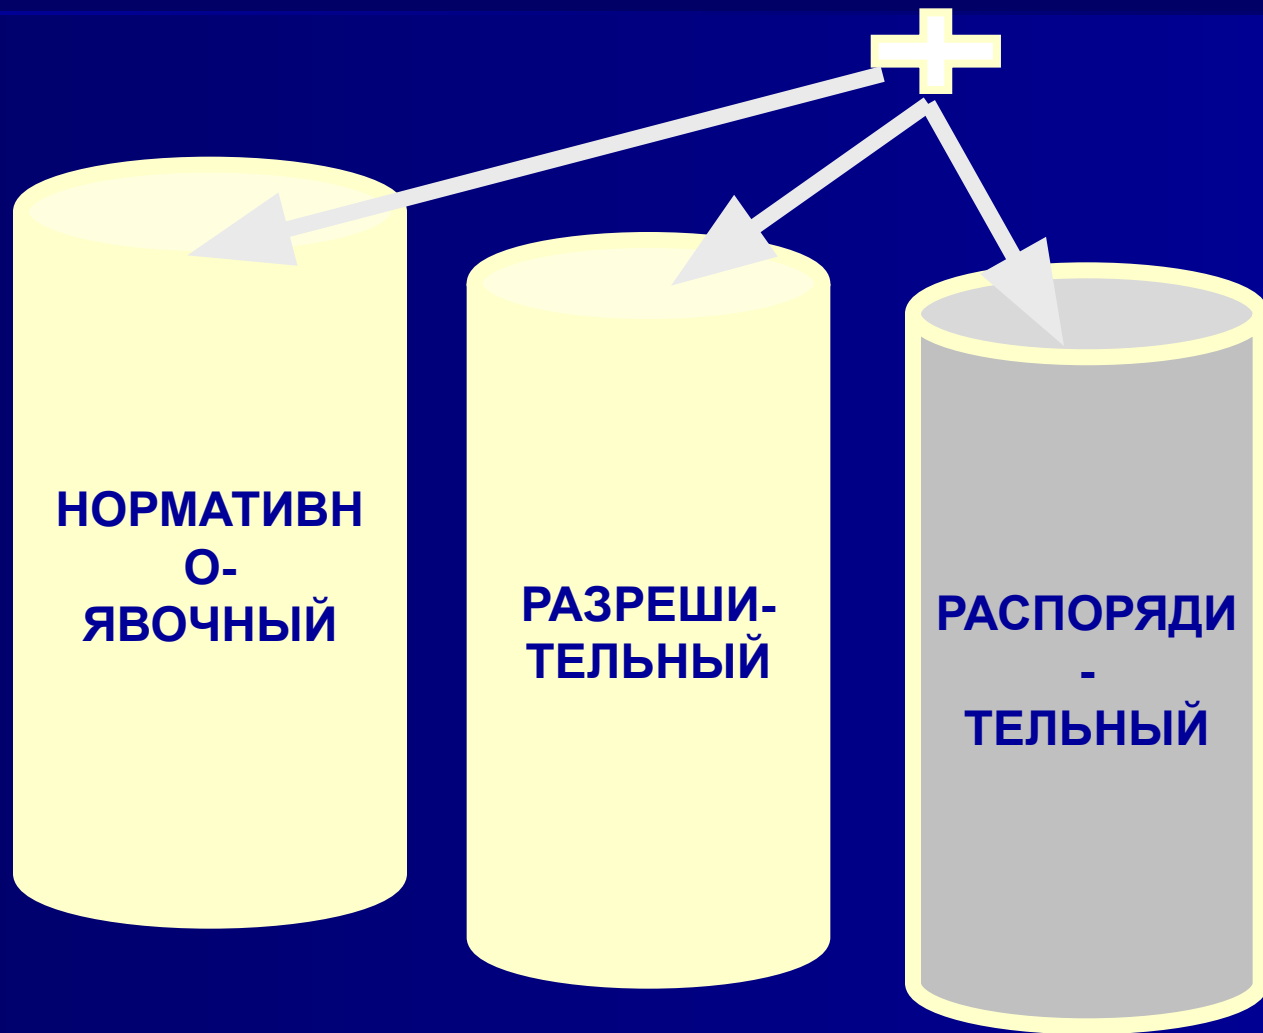 НОРМАТИВН
О-
ЯВОЧНЫЙ
РАЗРЕШИ-
ТЕЛЬНЫЙ
РАСПОРЯДИ
-
ТЕЛЬНЫЙ